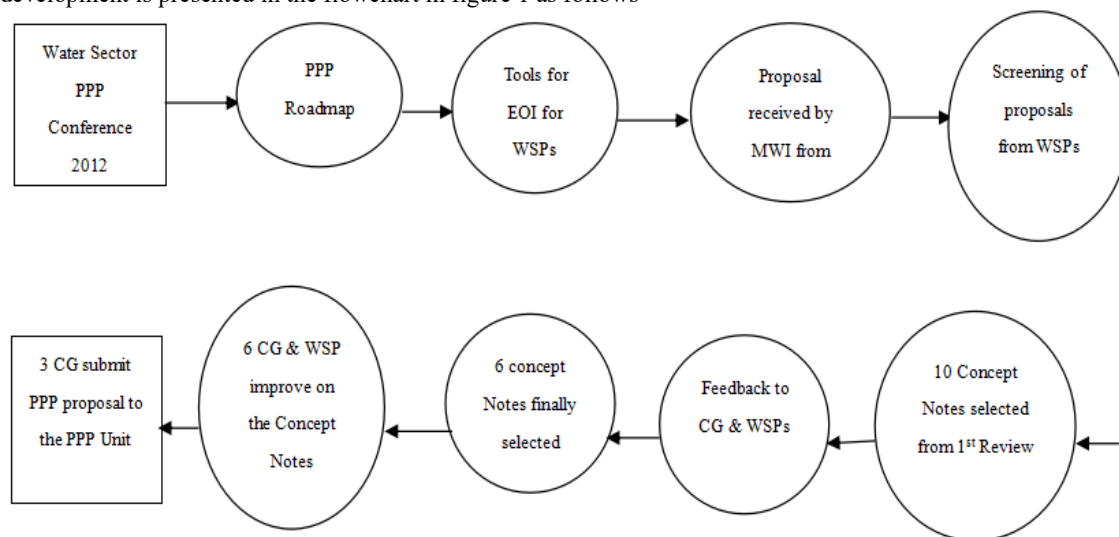 development is presented in the flowchart in figure 1 as follows
Water Sector
PPP
Conference
2012
PPP
Roadmap
Tools for
EOI for
WSPs
Proposal
received by
MWI from
Screening of
proposals
from WSPs
3 CG submit
PPP proposal to
the PPP Unit
6 CG & WSP
improve on
the Concept
Notes
6 concept
Notes finally
selected
Feedback to
CG & WSPs
10 Concept
Notes selected
from 1st Review